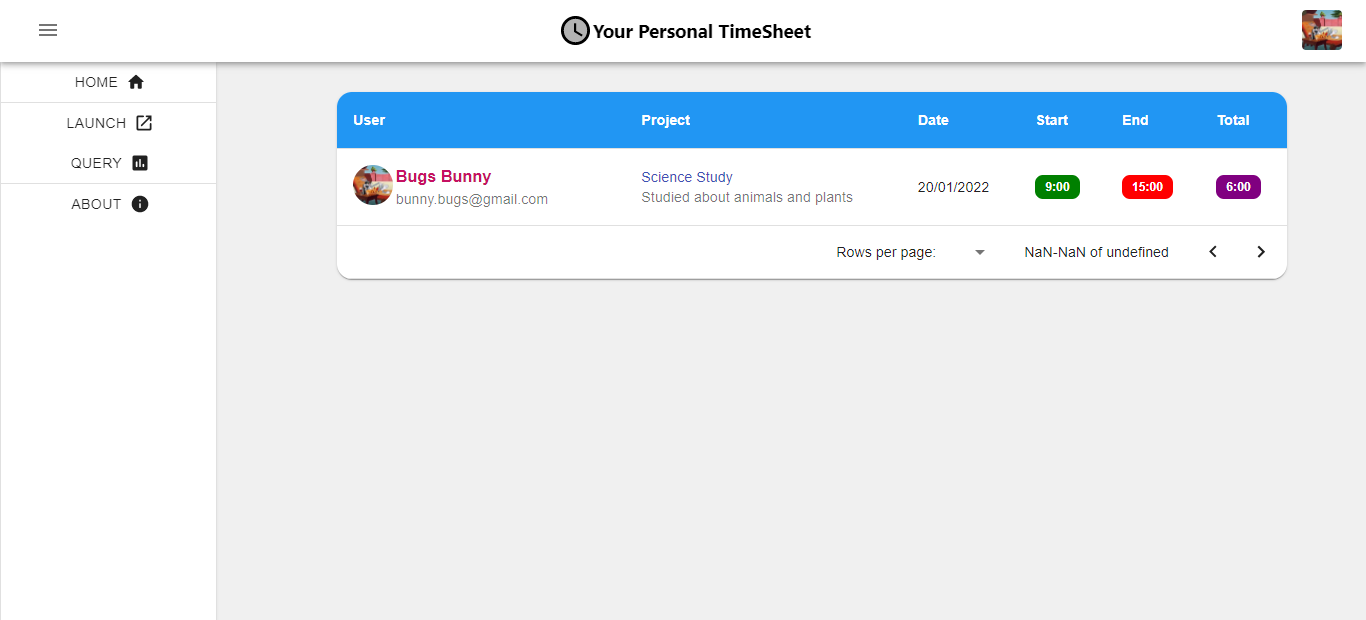 Your Personal TimeSheet
HOME
LAUNCH
QUERY
ABOUT
User Project Date Start End Total
Bugs Bunny
bunny.bugs@gmail.com
Science Study
Studied about animals and plants
20/01/2022
9:00
15:00
6:00
Rows per page:
NaN-NaN of undefined